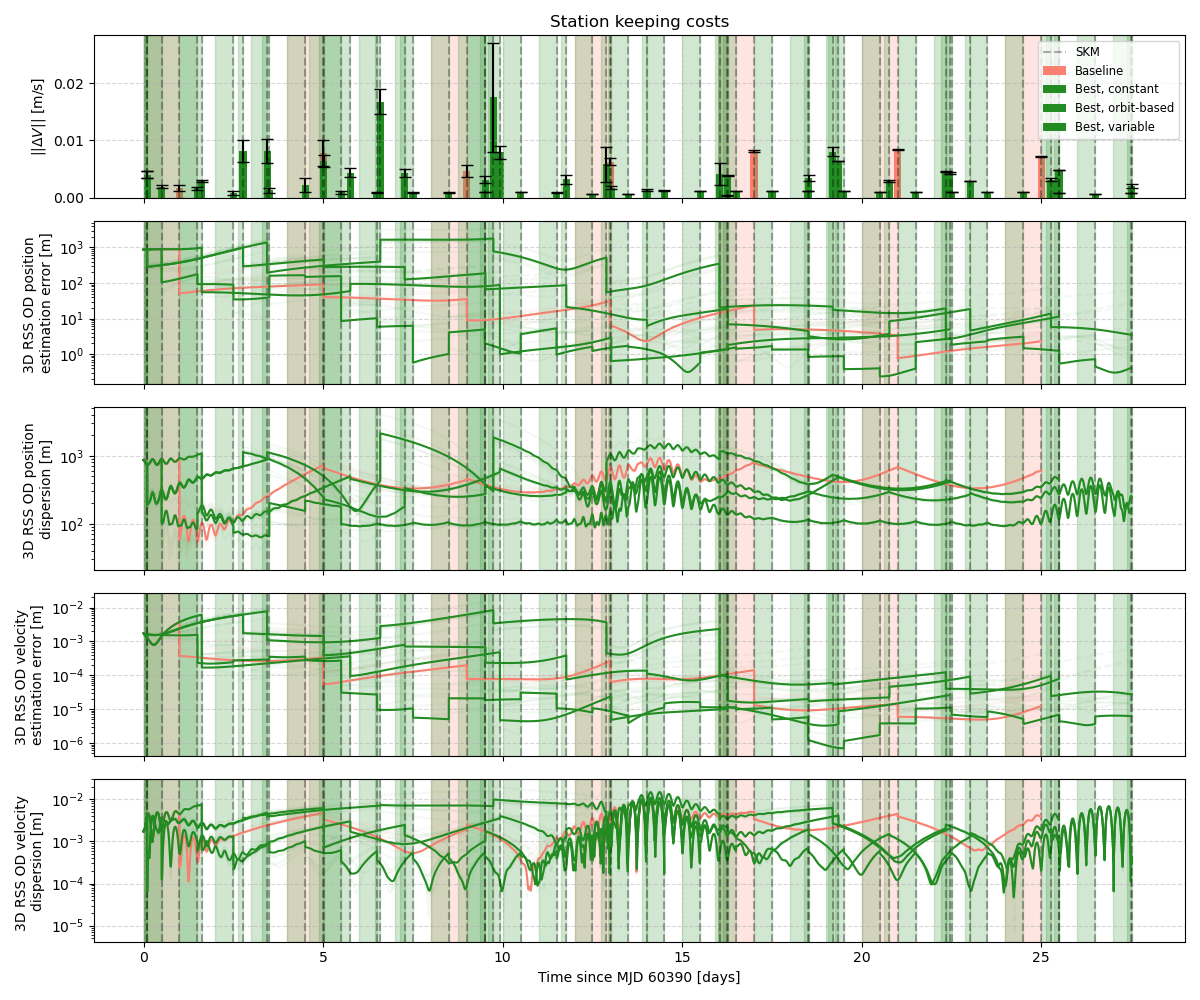 Station keeping costs
||ΔV|| [m/s]
0.02
0.01
0.00
SKM
Baseline
Best, constant
Best, orbit-based
Best, variable
3D RSS OD position
estimation error [m]
10³
10²
10¹
10⁰
3D RSS OD position
dispersion [m]
10³
10²
3D RSS OD velocity
estimation error [m]
10⁻²
10⁻³
10⁻⁴
10⁻⁵
10⁻⁶
3D RSS OD velocity
dispersion [m]
10⁻²
10⁻³
10⁻⁴
10⁻⁵
0 5 10 15 20 25
Time since MJD 60390 [days]